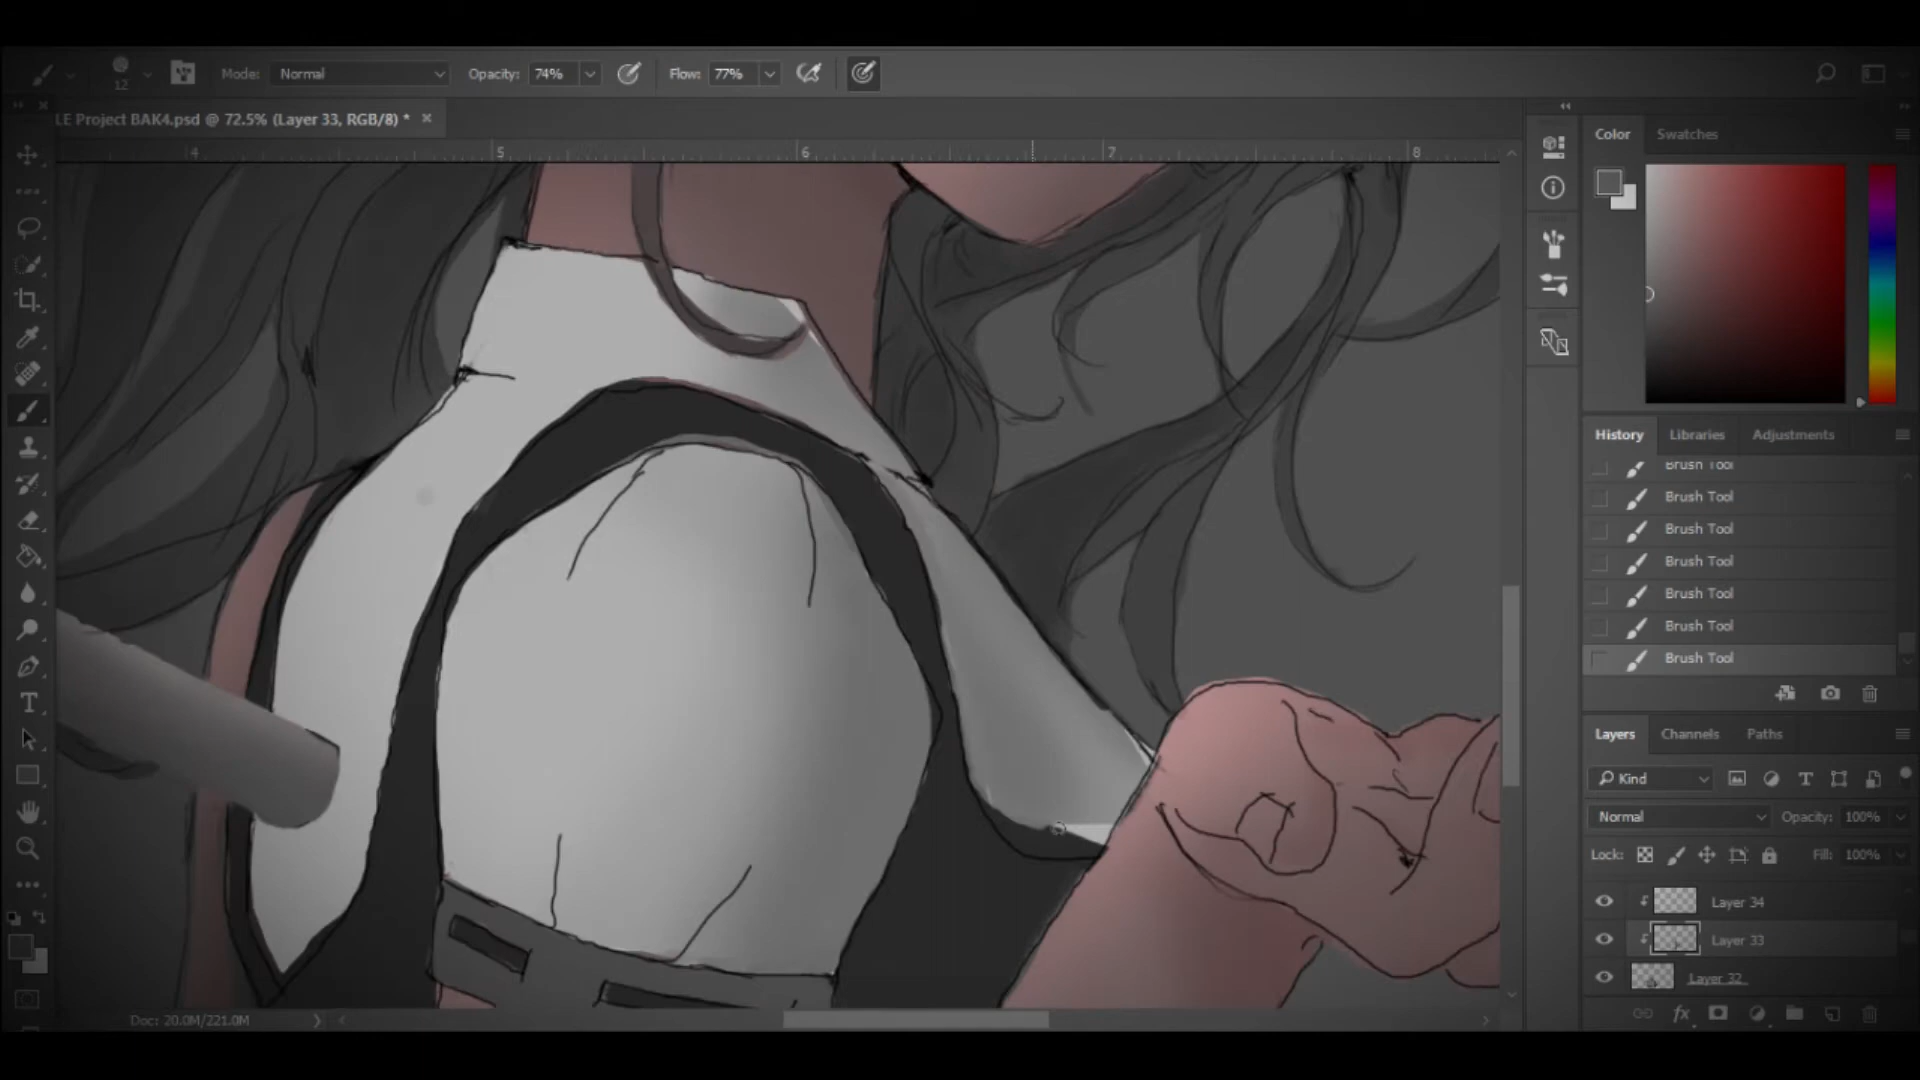 Mode: Normal Opacity: 74% Flow: 77%
12
LE Project BAK4.psd @ 72.5% (Layer 33, RGB/8) *
4 5 6 7 8
Color Swatches
History Libraries Adjustments
Brush Tool
Brush Tool
Brush Tool
Brush Tool
Brush Tool
Brush Tool
Brush Tool
Layers Channels Paths
Kind
Normal Opacity: 100%
Lock: Fill: 100%
Layer 34
Layer 33
Layer 32
fx
Doc: 20.0M/221.0M